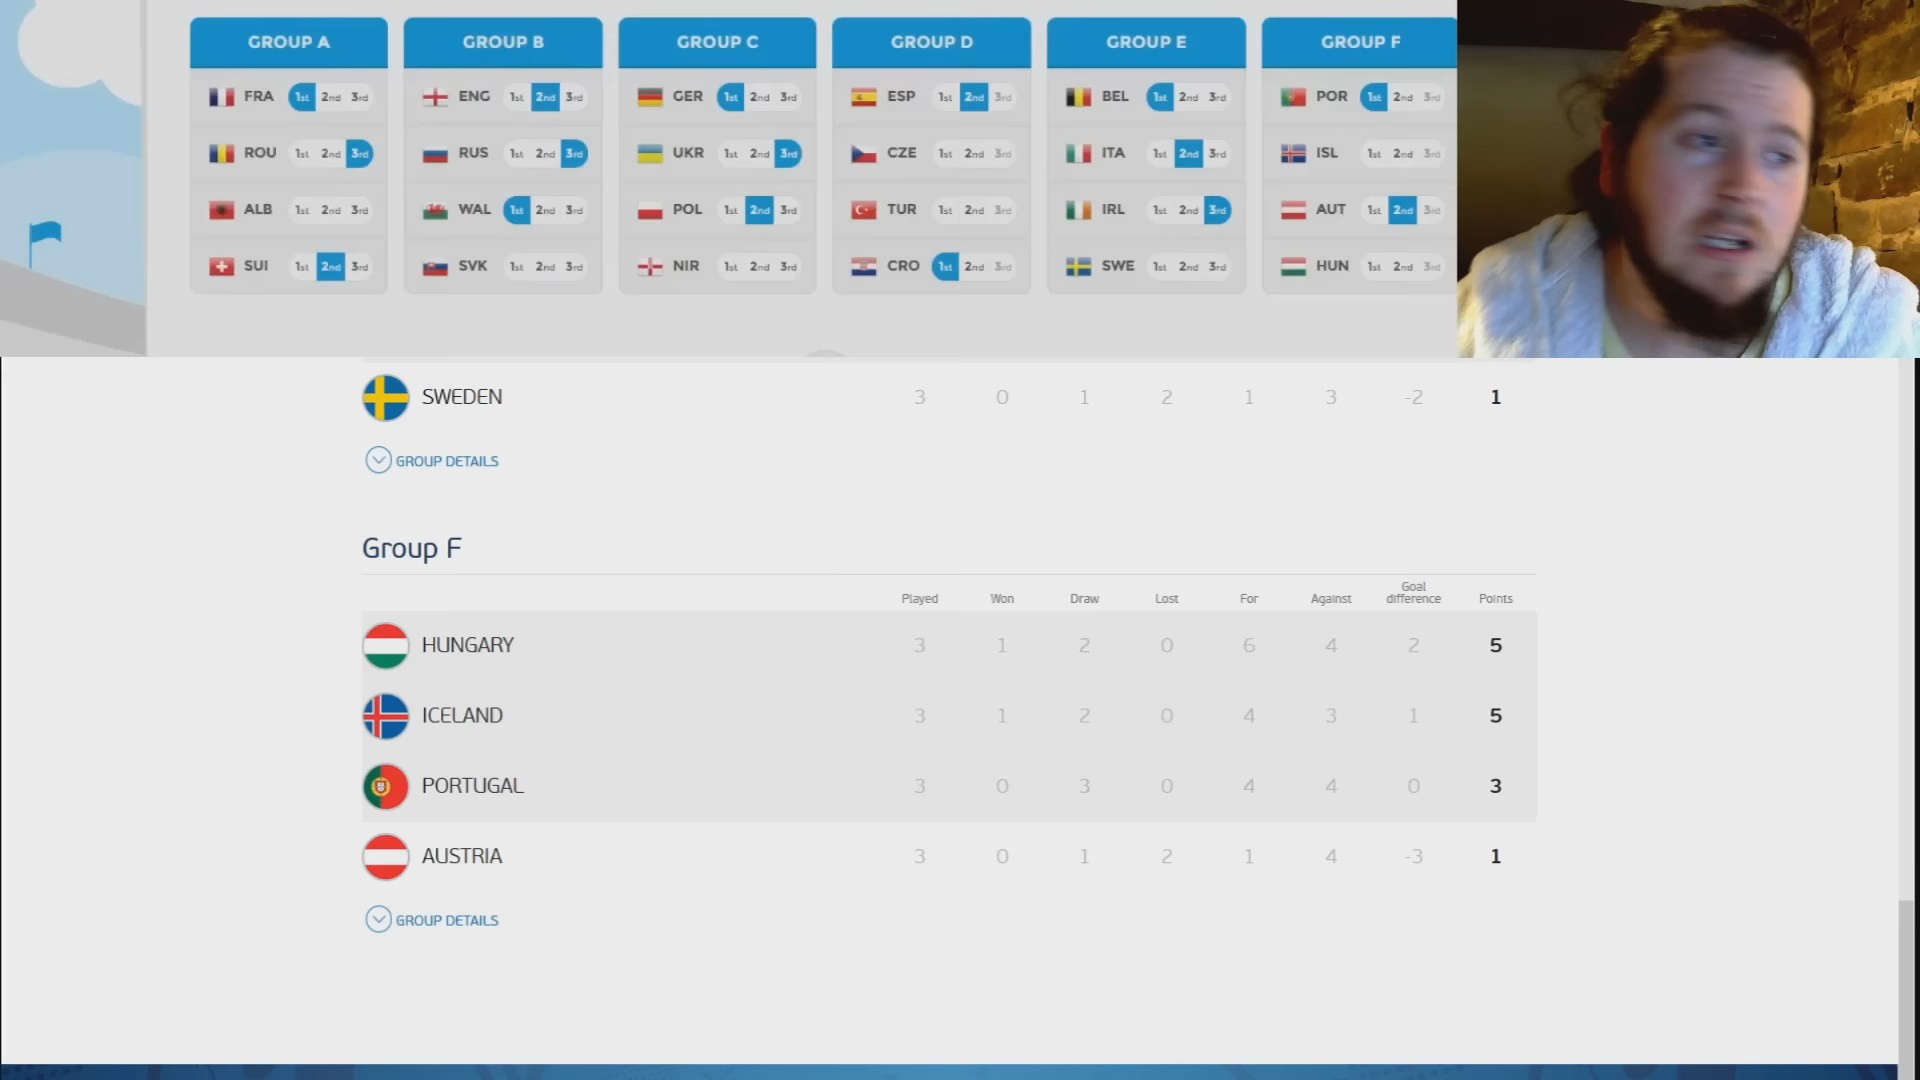 GROUP A GROUP B GROUP C GROUP D GROUP E GROUP F
FRA 1st 2nd 3rd ENG 1st 2nd 3rd GER 1st 2nd 3rd ESP 1st 2nd 3rd BEL 1st 2nd 3rd POR 1st 2nd 3rd
ROU 1st 2nd 3rd RUS 1st 2nd 3rd UKR 1st 2nd 3rd CZE 1st 2nd 3rd ITA 1st 2nd 3rd ISL 1st 2nd 3rd
ALB 1st 2nd 3rd WAL 1st 2nd 3rd POL 1st 2nd 3rd TUR 1st 2nd 3rd IRL 1st 2nd 3rd AUT 1st 2nd 3rd
SUI 1st 2nd 3rd SVK 1st 2nd 3rd NIR 1st 2nd 3rd CRO 1st 2nd 3rd SWE 1st 2nd 3rd HUN 1st 2nd 3rd
SWEDEN 3 0 1 2 1 3 -2 1
GROUP DETAILS
Group F
Played Won Draw Lost For Against Goal difference Points
HUNGARY 3 1 2 0 6 4 2 5
ICELAND 3 1 2 0 4 3 1 5
PORTUGAL 3 0 3 0 4 4 0 3
AUSTRIA 3 0 1 2 1 4 -3 1
GROUP DETAILS